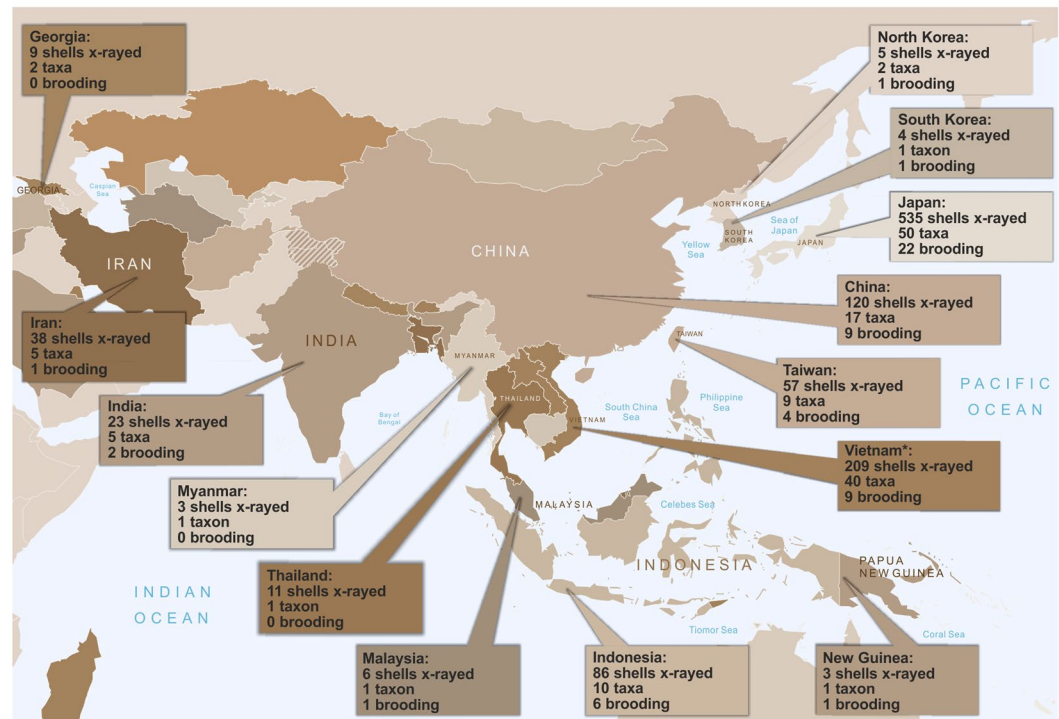 Georgia:
9 shells x-rayed
2 taxa
0 brooding
North Korea:
5 shells x-rayed
2 taxa
1 brooding
South Korea:
4 shells x-rayed
1 taxon
1 brooding
Japan:
535 shells x-rayed
50 taxa
22 brooding
GEORGIA
Caspian
Sea
NORTH KOREA
SOUTH
KOREA
Sea of
Japan
JAPAN
Yellow
Sea
CHINA
IRAN
China:
120 shells x-rayed
17 taxa
9 brooding
Iran:
38 shells x-rayed
5 taxa
1 brooding
INDIA
MYANMAR
TAIWAN
Taiwan:
57 shells x-rayed
9 taxa
4 brooding
PACIFIC
OCEAN
India:
23 shells x-rayed
5 taxa
2 brooding
Bay of
Bengal
THAILAND
VIETNAM
South China
Sea
Philippine
Sea
Vietnam*:
209 shells x-rayed
40 taxa
9 brooding
Myanmar:
3 shells x-rayed
1 taxon
0 brooding
MALAYSIA
Celebes Sea
INDONESIA
PAPUA
NEW GUINEA
Thailand:
11 shells x-rayed
1 taxon
0 brooding
INDIAN
OCEAN
Tiomor Sea
Coral Sea
Malaysia:
6 shells x-rayed
1 taxon
1 brooding
Indonesia:
86 shells x-rayed
10 taxa
6 brooding
New Guinea:
3 shells x-rayed
1 taxon
1 brooding